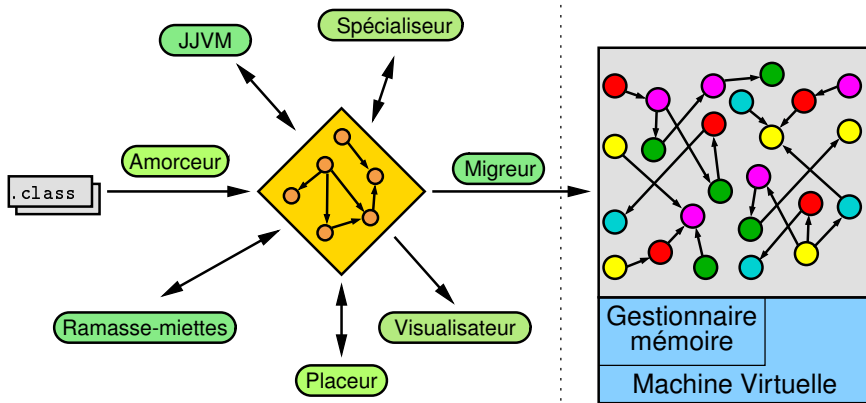 JJVM
Spécialiseur
Amorceur
Migreur
.class
Ramasse-miettes
Visualisateur
Placeur
Gestionnaire
mémoire
Machine Virtuelle